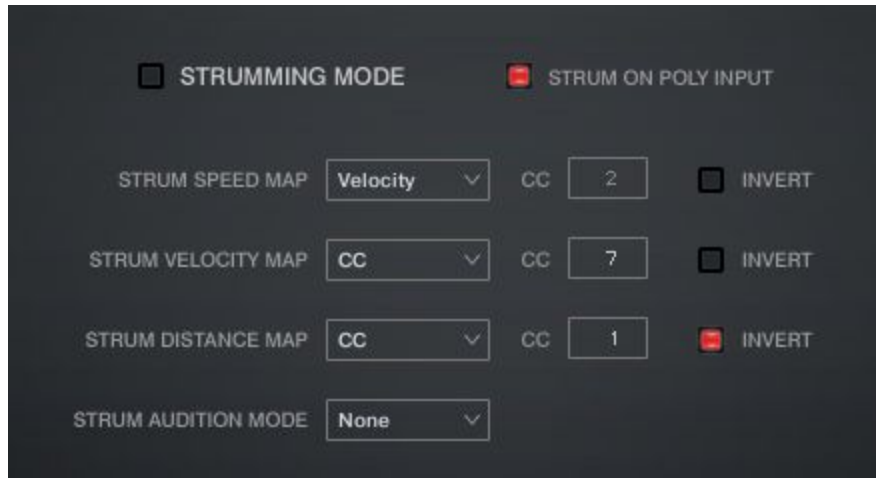 STRUMMING MODE STRUM ON POLY INPUT
STRUM SPEED MAP Velocity CC 2 INVERT
STRUM VELOCITY MAP CC CC 7 INVERT
STRUM DISTANCE MAP CC CC 1 INVERT
STRUM AUDITION MODE None